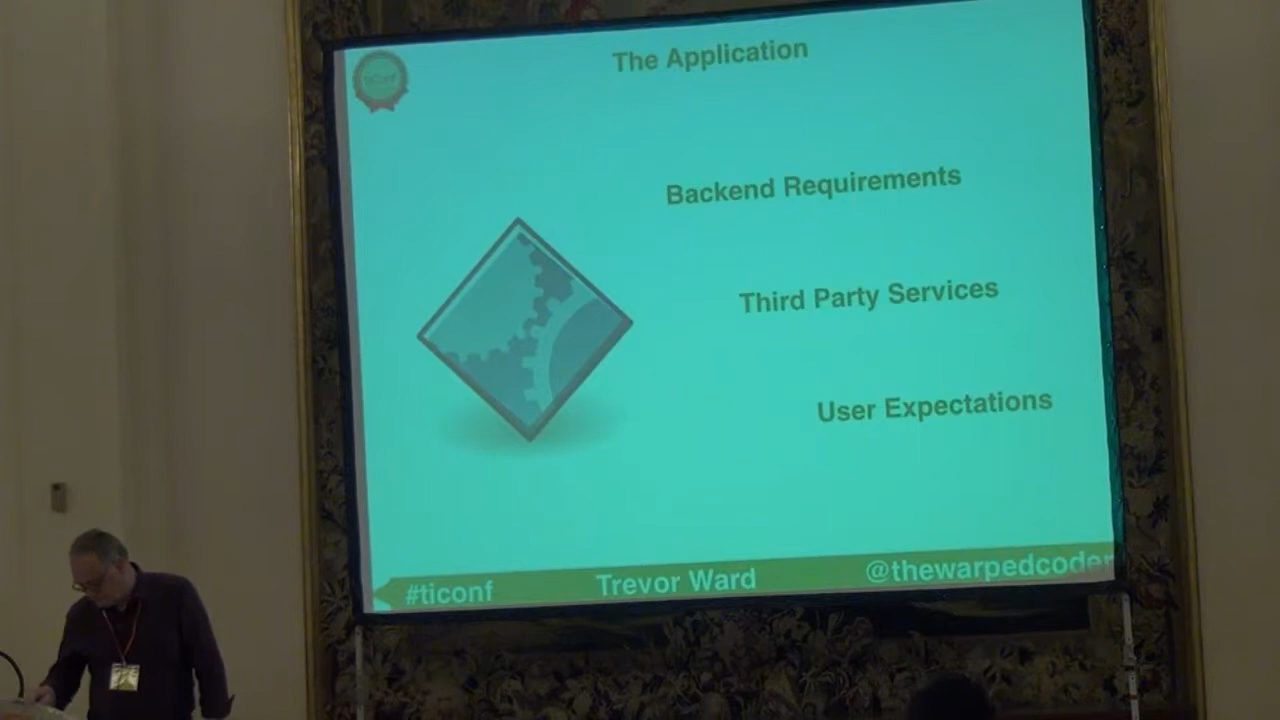 The Application
Backend Requirements
Third Party Services
User Expectations
#ticonf
Trevor Ward
@thewarpedcoder